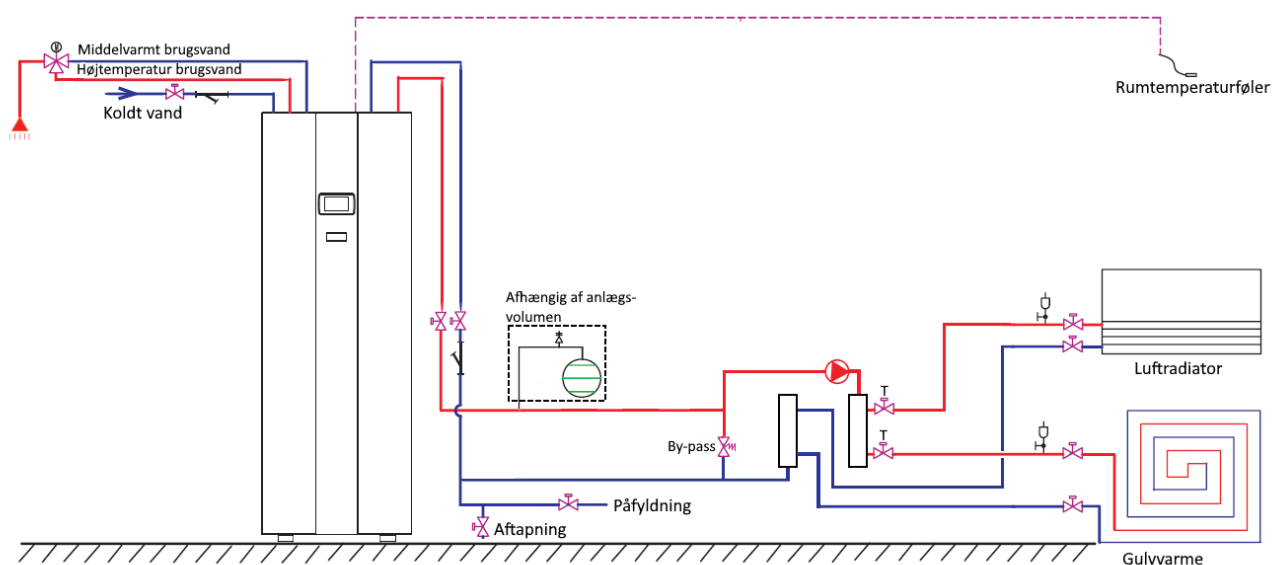 Middelvarmt brugsvand
Højtemperatur brugsvand
Koldt vand
Rumtemperaturføler
Afhængig af anlægs-
volumen
Luftradiator
T
By-pass
T
Påfyldning
Aftapning
Gulvvarme